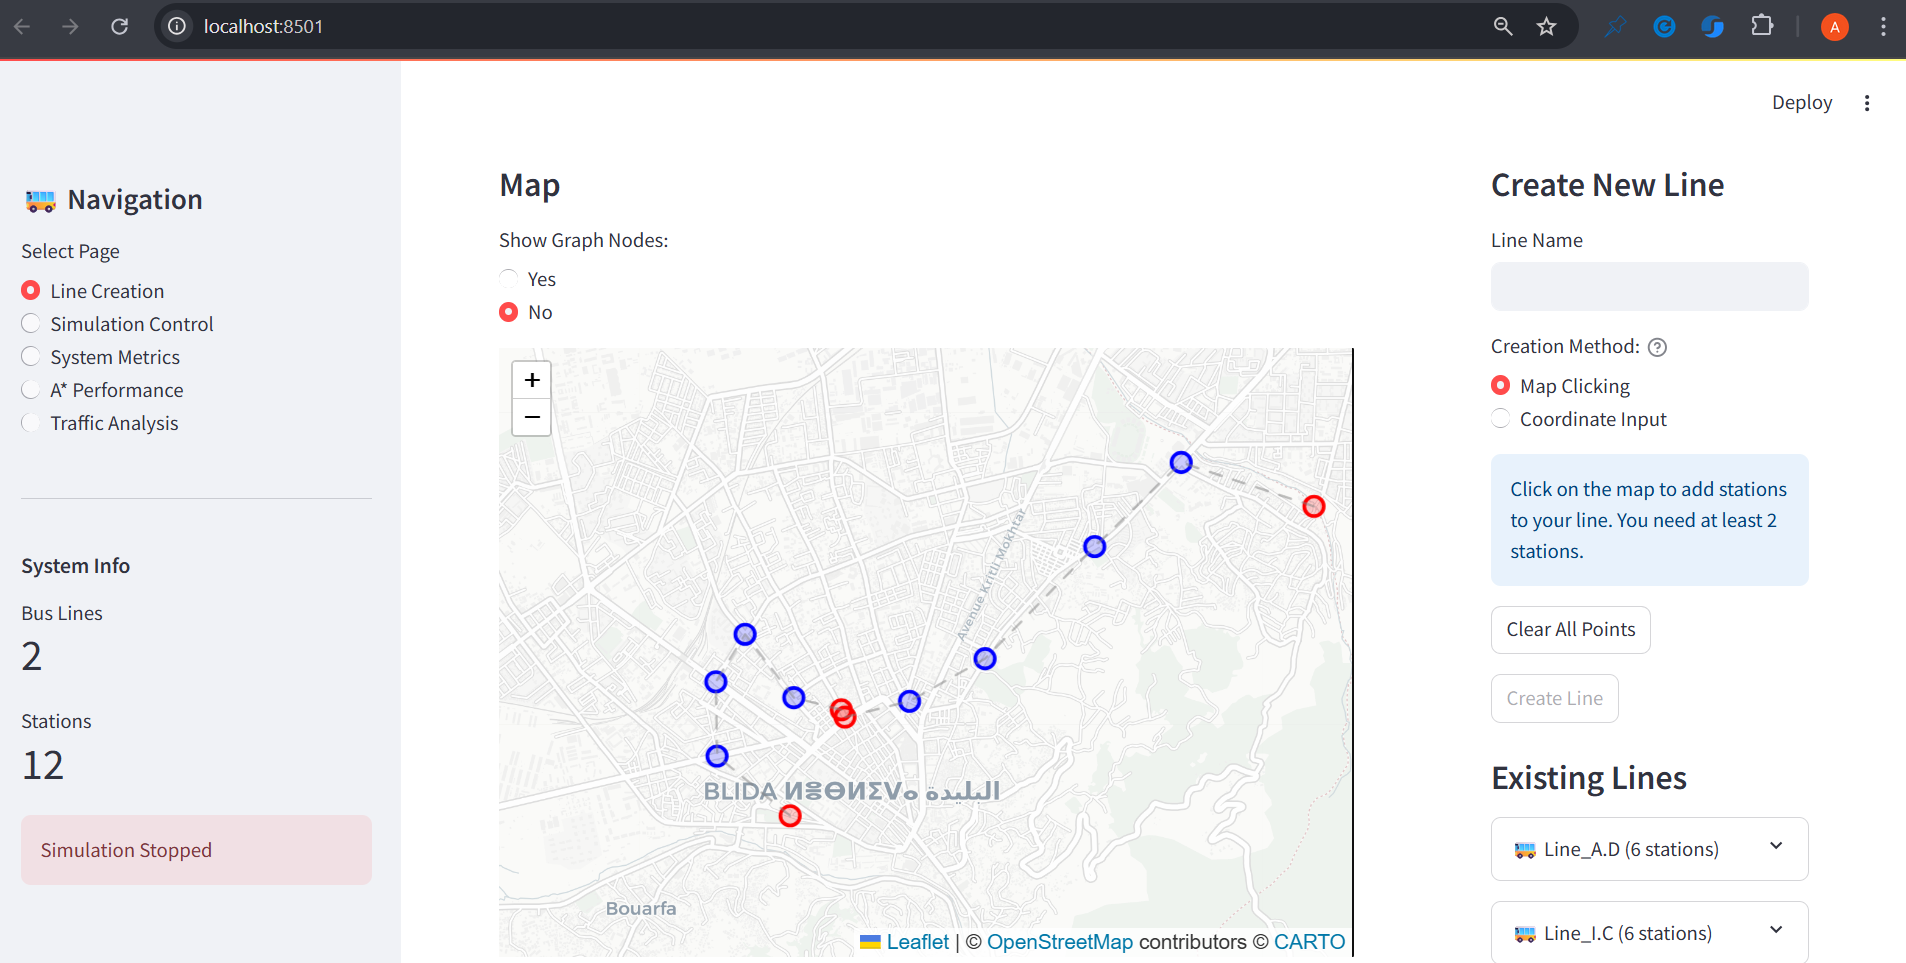 localhost:8501
A
Deploy
Navigation
Select Page
Line Creation
Simulation Control
System Metrics
A* Performance
Traffic Analysis
System Info
Bus Lines
2
Stations
12
Simulation Stopped
Map
Show Graph Nodes:
Yes
No
+
−
Avenue Kritli Mokhtar
BLIDA ⵍⴻⴱⵍⵉⴷⴰ البليدة
Bouarfa
Leaflet | © OpenStreetMap contributors © CARTO
Create New Line
Line Name
Creation Method:
Map Clicking
Coordinate Input
Click on the map to add stations
to your line. You need at least 2
stations.
Clear All Points
Create Line
Existing Lines
Line_A.D (6 stations)
Line_I.C (6 stations)